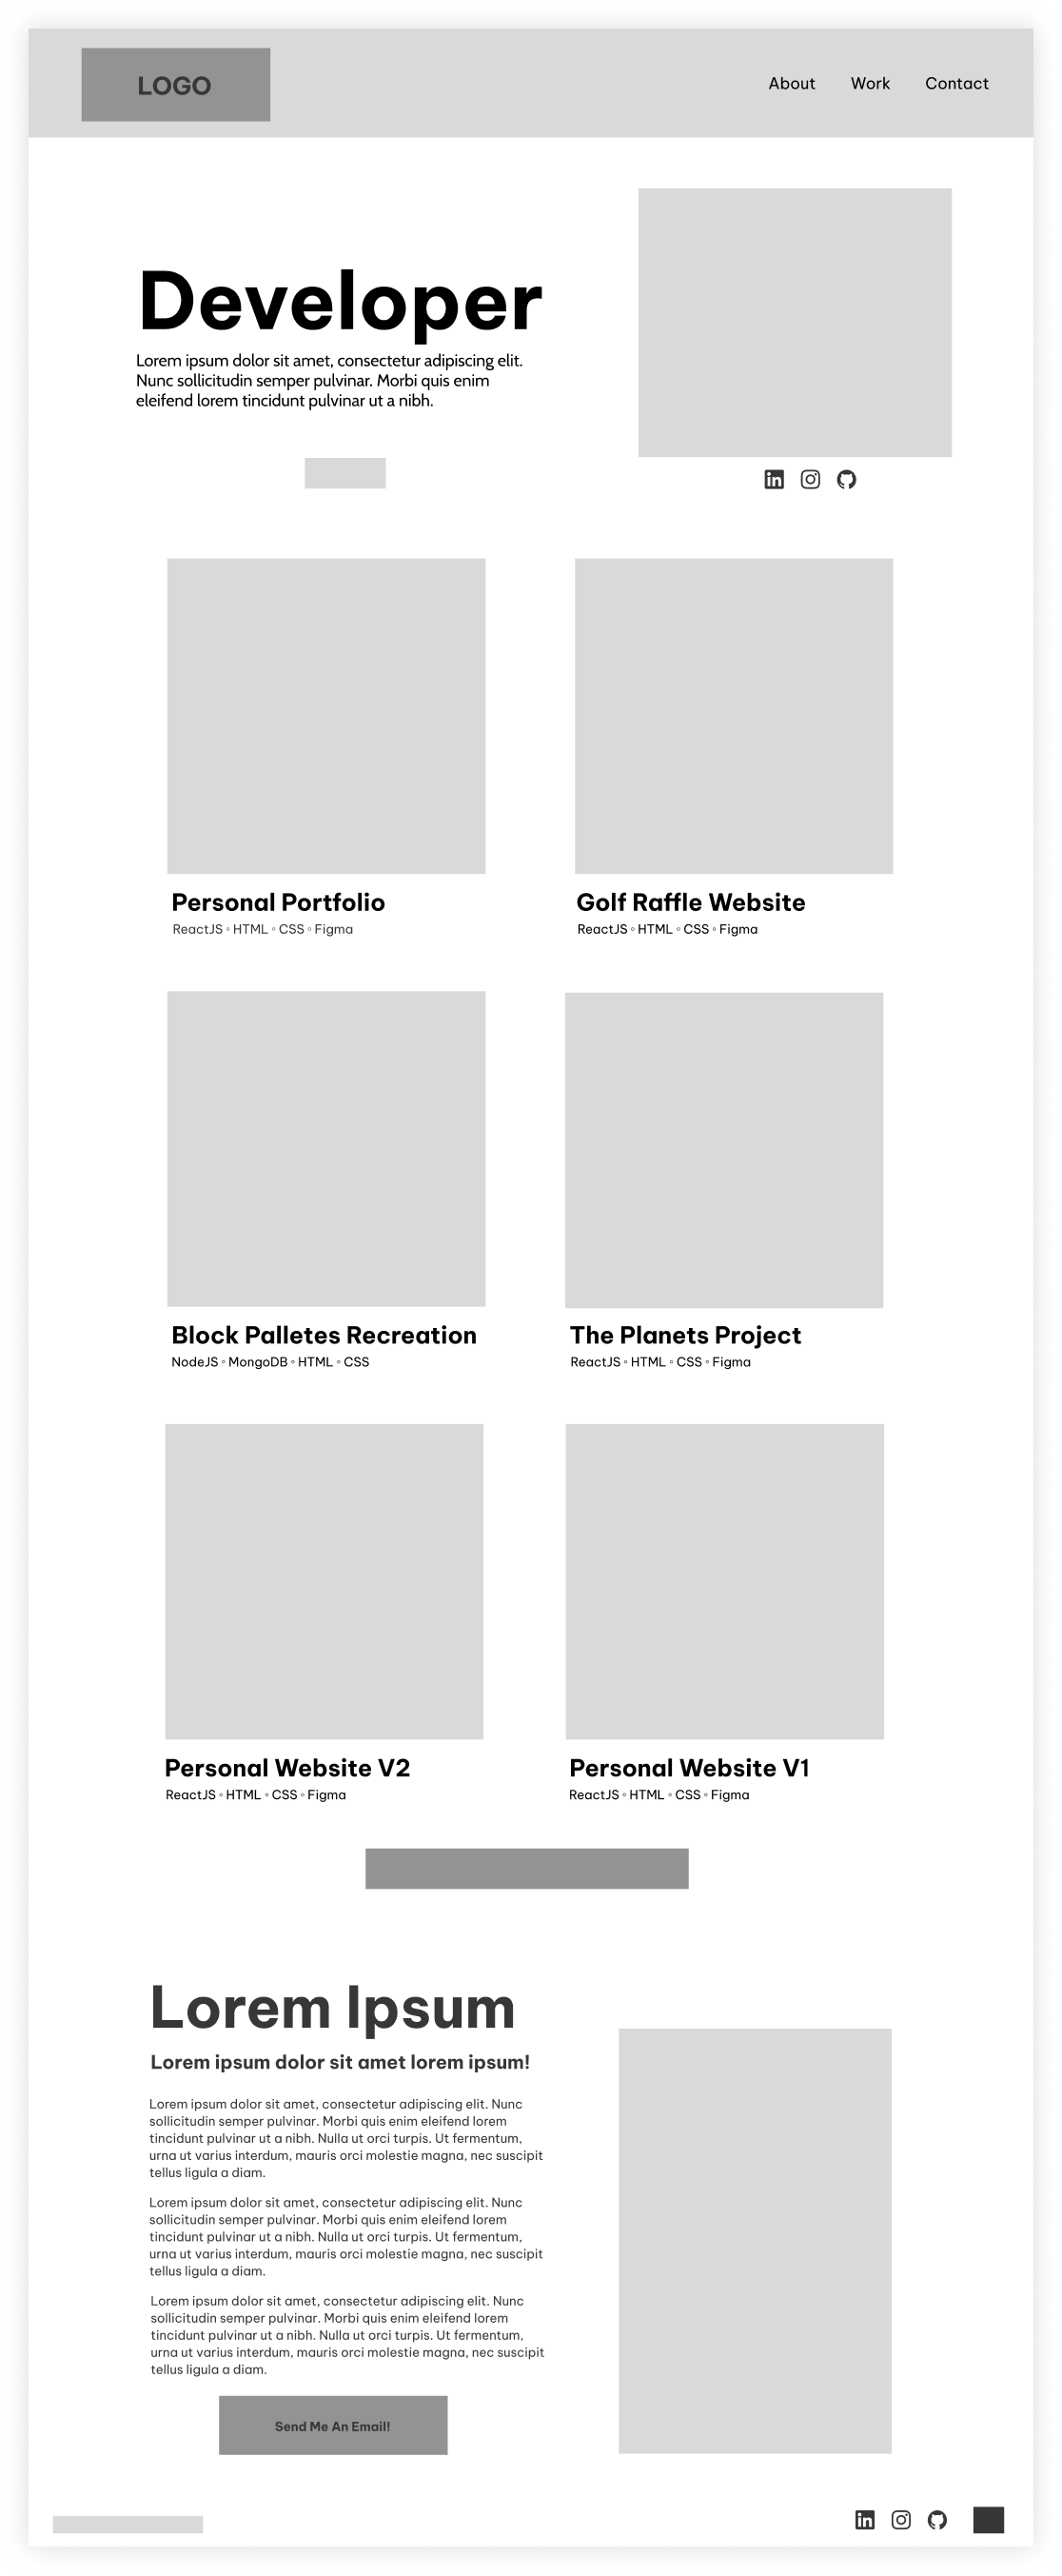 LOGO
About Work Contact
Developer
Lorem ipsum dolor sit amet, consectetur adipiscing elit.
Nunc sollicitudin semper pulvinar. Morbi quis enim
eleifend lorem tincidunt pulvinar ut a nibh.
Personal Portfolio
ReactJS ◦ HTML ◦ CSS ◦ Figma
Golf Raffle Website
ReactJS ◦ HTML ◦ CSS ◦ Figma
Block Palletes Recreation
NodeJS ◦ MongoDB ◦ HTML ◦ CSS
The Planets Project
ReactJS ◦ HTML ◦ CSS ◦ Figma
Personal Website V2
ReactJS ◦ HTML ◦ CSS ◦ Figma
Personal Website V1
ReactJS ◦ HTML ◦ CSS ◦ Figma
Lorem Ipsum
Lorem ipsum dolor sit amet lorem ipsum!
Lorem ipsum dolor sit amet, consectetur adipiscing elit. Nunc
sollicitudin semper pulvinar. Morbi quis enim eleifend lorem
tincidunt pulvinar ut a nibh. Nulla ut orci turpis. Ut fermentum,
urna ut varius interdum, mauris orci molestie magna, nec suscipit
tellus ligula a diam.
Lorem ipsum dolor sit amet, consectetur adipiscing elit. Nunc
sollicitudin semper pulvinar. Morbi quis enim eleifend lorem
tincidunt pulvinar ut a nibh. Nulla ut orci turpis. Ut fermentum,
urna ut varius interdum, mauris orci molestie magna, nec suscipit
tellus ligula a diam.
Lorem ipsum dolor sit amet, consectetur adipiscing elit. Nunc
sollicitudin semper pulvinar. Morbi quis enim eleifend lorem
tincidunt pulvinar ut a nibh. Nulla ut orci turpis. Ut fermentum,
urna ut varius interdum, mauris orci molestie magna, nec suscipit
tellus ligula a diam.
Send Me An Email!